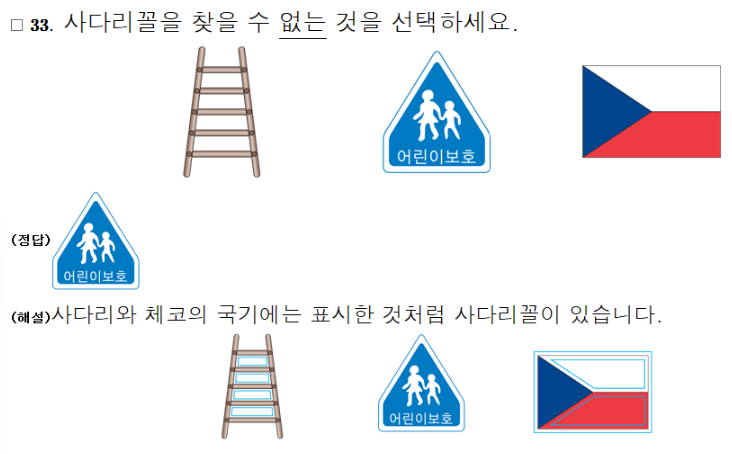 □ 33. 사다리꼴을 찾을 수 없는 것을 선택하세요.
어린이보호
(정답)
어린이보호
(해설)사다리와 체코의 국기에는 표시한 것처럼 사다리꼴이 있습니다.
어린이보호